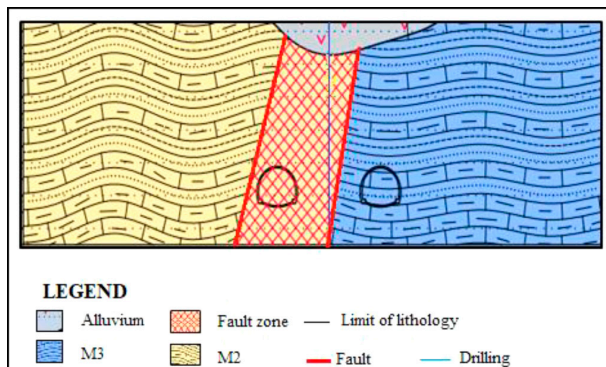 LEGEND
Alluvium Fault zone Limit of lithology
M3 M2 Fault Drilling